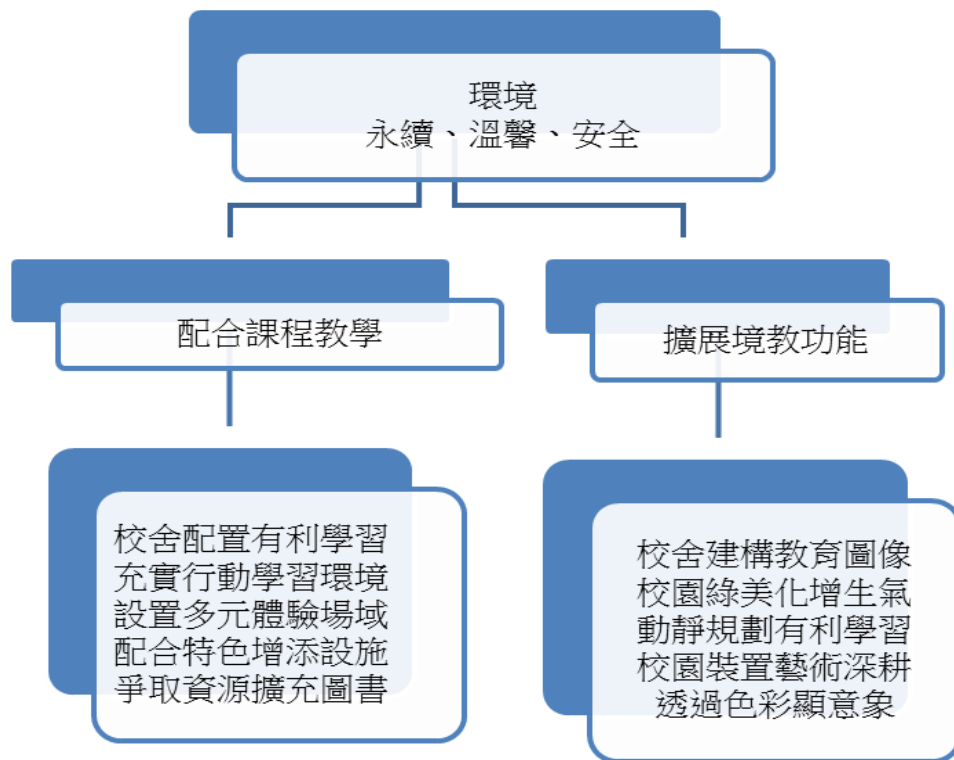 環境
永續、溫馨、安全
配合課程教學
擴展境教功能
校舍配置有利學習
充實行動學習環境
設置多元體驗場域
配合特色增添設施
爭取資源擴充圖書
校舍建構教育圖像
校園綠美化增生氣
動靜規劃有利學習
校園裝置藝術深耕
透過色彩顯意象